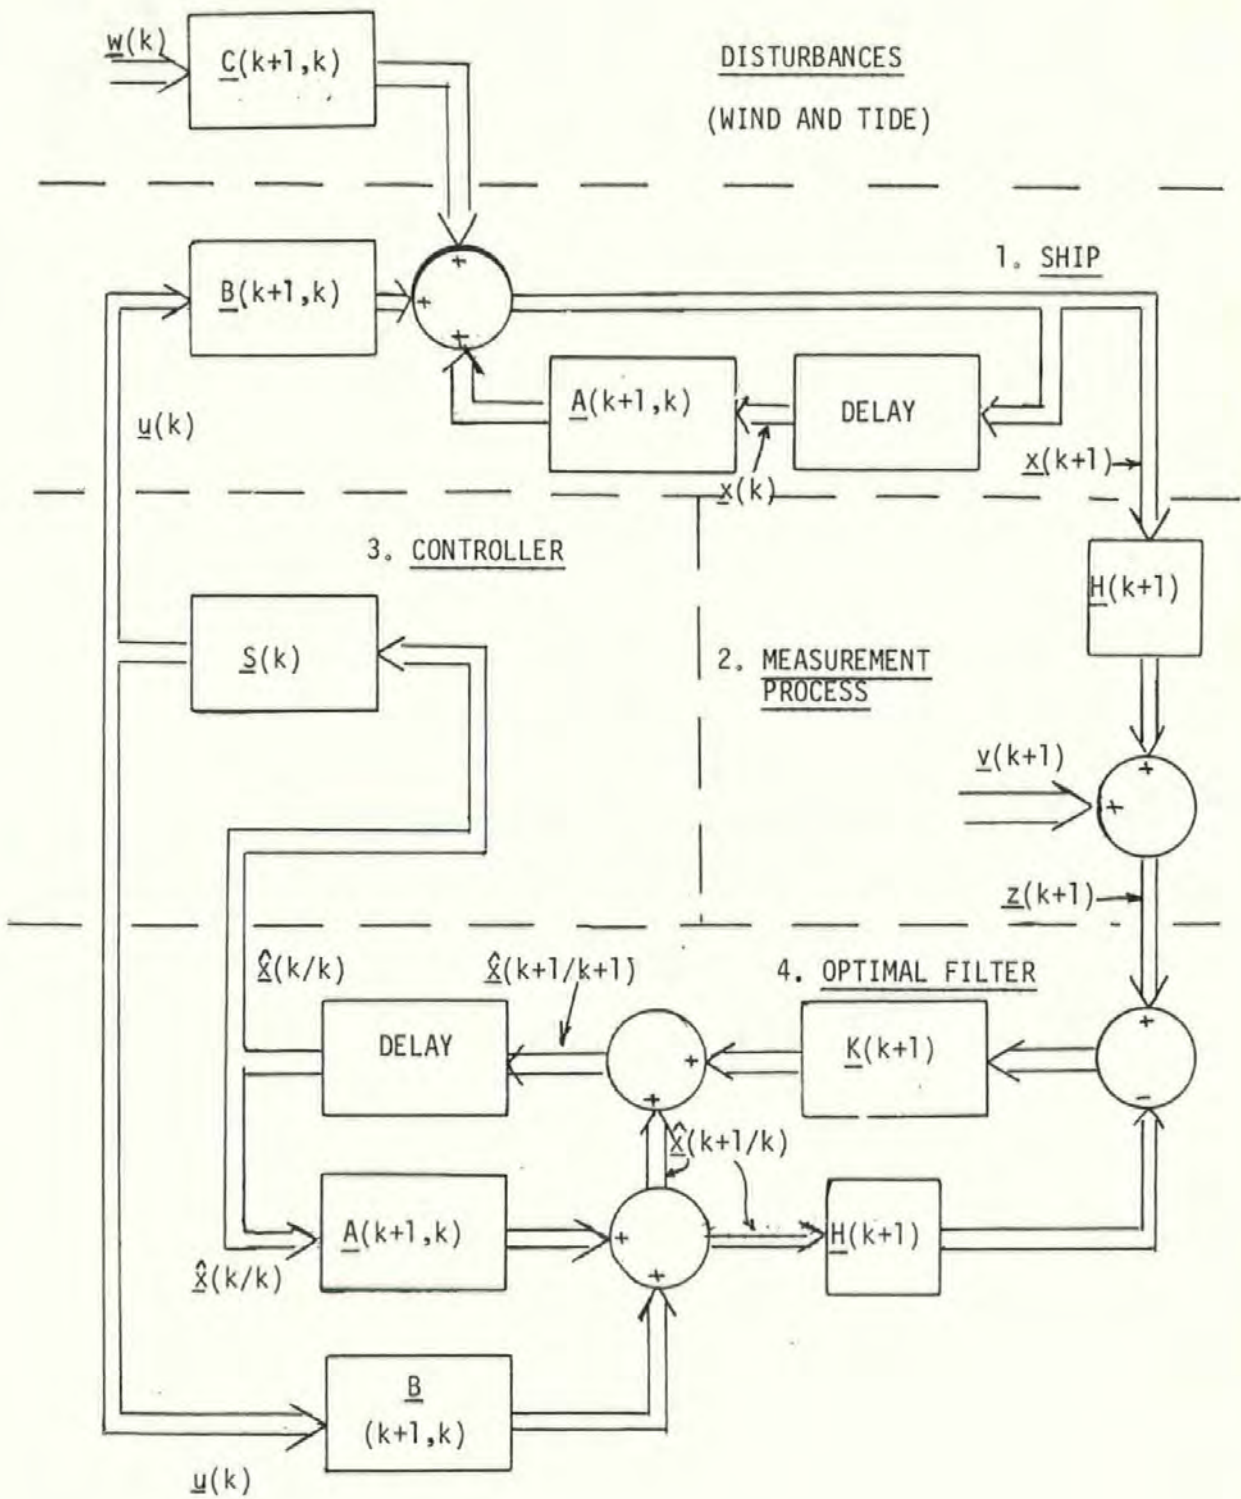 w(k)
C(k+1,k)
DISTURBANCES
(WIND AND TIDE)
+
B(k+1,k)
+
+
1. SHIP
A(k+1,k)
DELAY
u(k)
x(k)
x(k+1)
3. CONTROLLER
H(k+1)
S(k)
2. MEASUREMENT
PROCESS
v(k+1)
+
+
z(k+1)
x̂(k/k)
x̂(k+1/k+1)
4. OPTIMAL FILTER
+
DELAY
+
K(k+1)
-
+
x̂(k+1/k)
A(k+1,k)
+
H(k+1)
x̂(k/k)
+
B
(k+1,k)
u(k)